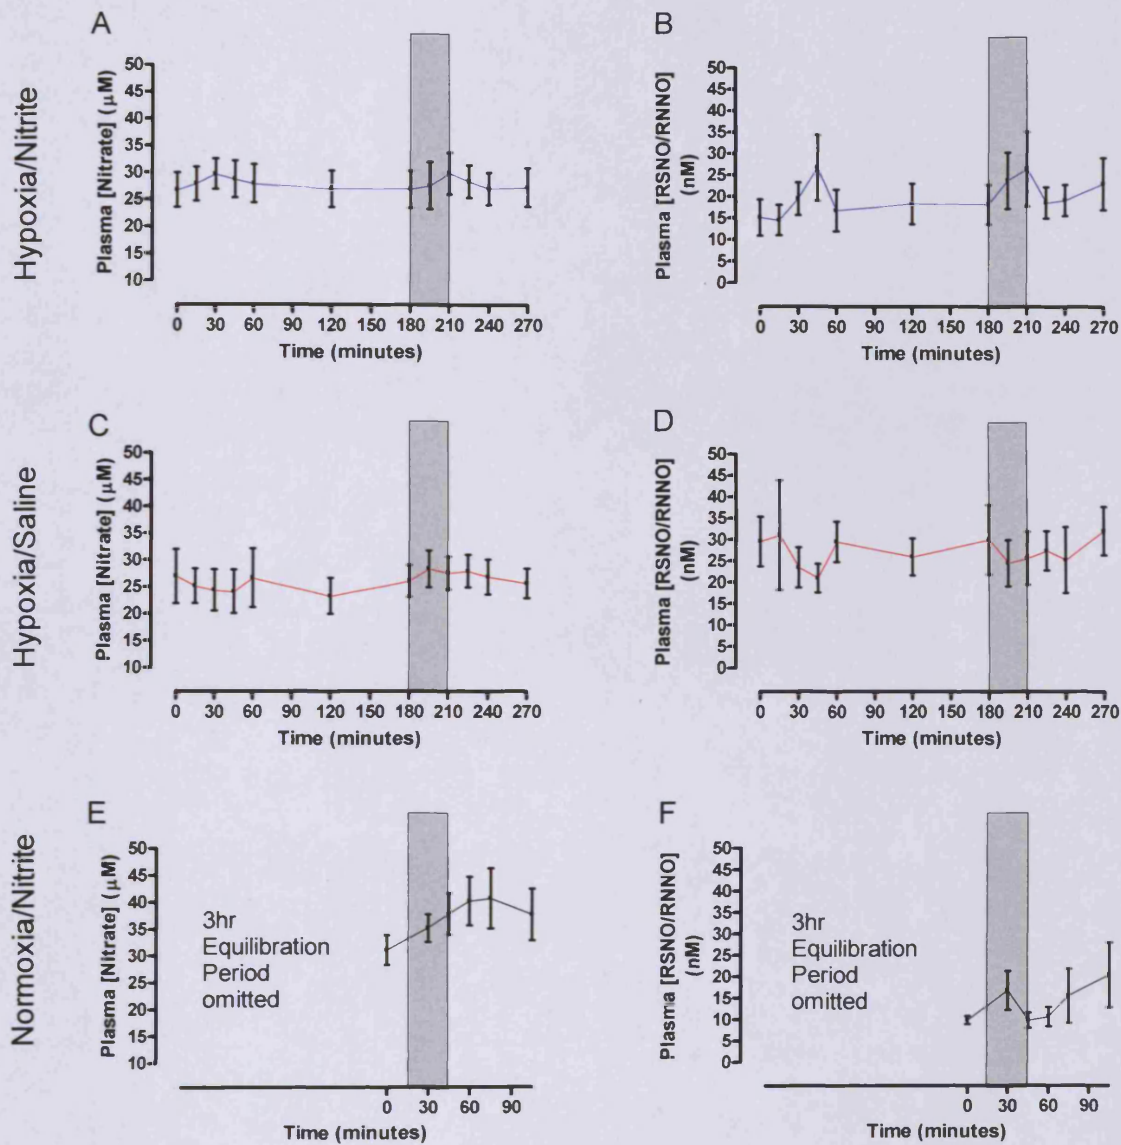 A
Hypoxia/Nitrite
Plasma [Nitrate] (µM)
50
45
40
35
30
25
20
15
10
0 30 60 90 120 150 180 210 240 270
Time (minutes)
B
Plasma [RSNO/RNNO]
(nM)
50
45
40
35
30
25
20
15
10
5
0
0 30 60 90 120 150 180 210 240 270
Time (minutes)
C
Hypoxia/Saline
Plasma [Nitrate] (µM)
50
45
40
35
30
25
20
15
10
0 30 60 90 120 150 180 210 240 270
Time (minutes)
D
Plasma [RSNO/RNNO]
(nM)
50
45
40
35
30
25
20
15
10
5
0
0 30 60 90 120 150 180 210 240 270
Time (minutes)
E
Normoxia/Nitrite
Plasma [Nitrate] (µM)
50
45
40
35
30
25
20
15
10
3hr
Equilibration
Period
omitted
0 30 60 90
Time (minutes)
F
Plasma [RSNO/RNNO]
(nM)
50
45
40
35
30
25
20
15
10
5
0
3hr
Equilibration
Period
omitted
0 30 60 90
Time (minutes)